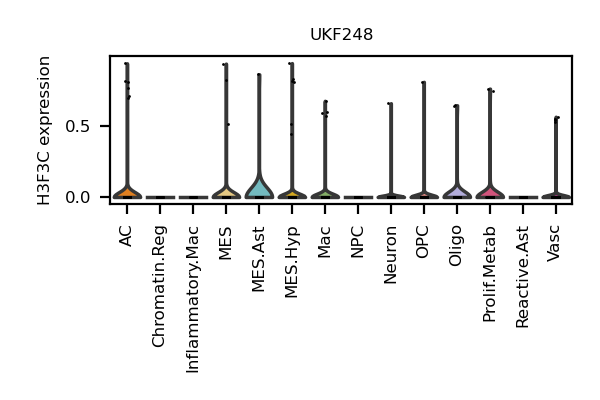 UKF248
H3F3C expression
0.5
0.0
AC
Chromatin.Reg
Inflammatory.Mac
MES
MES.Ast
MES.Hyp
Mac
NPC
Neuron
OPC
Oligo
Prolif.Metab
Reactive.Ast
Vasc